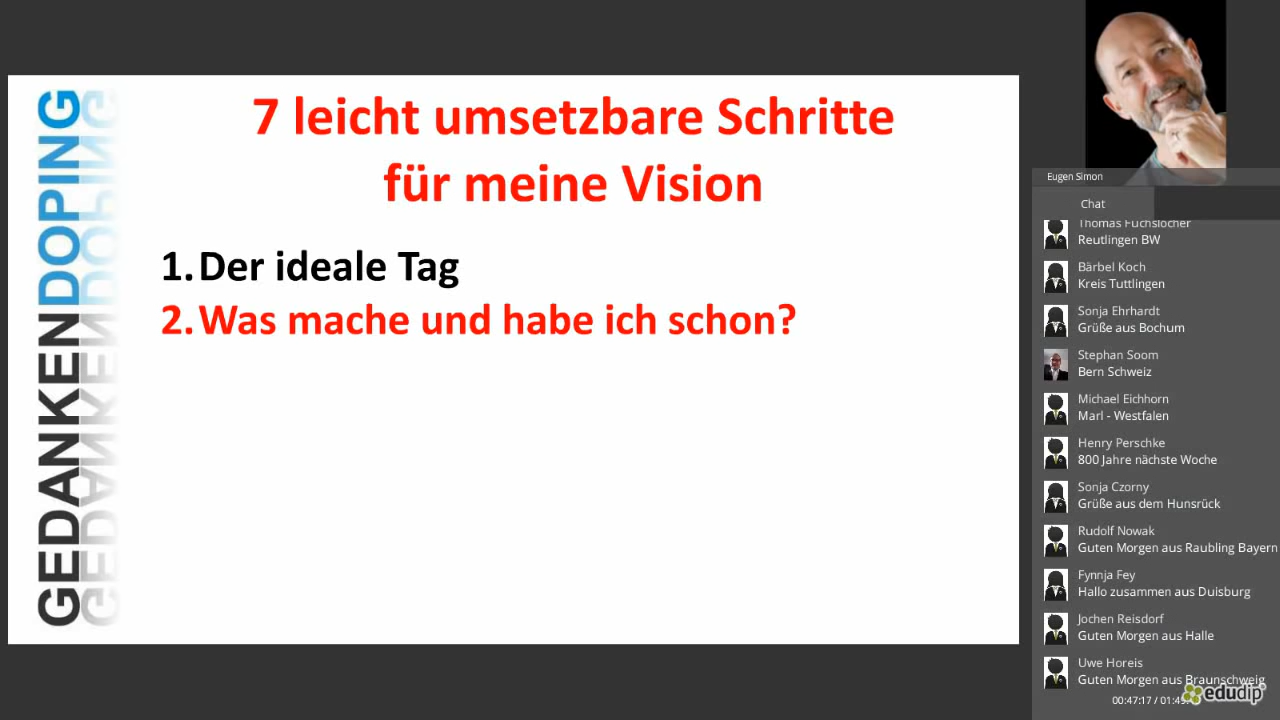 GEDANKENDOPING
7 leicht umsetzbare Schritte
für meine Vision
1. Der ideale Tag
2. Was mache und habe ich schon?
Eugen Simon
Chat
Thomas Fuchslocher
Reutlingen BW
Bärbel Koch
Kreis Tuttlingen
Sonja Ehrhardt
Grüße aus Bochum
Stephan Soom
Bern Schweiz
Michael Eichhorn
Marl - Westfalen
Henry Perschke
800 Jahre nächste Woche
Sonja Czorny
Grüße aus dem Hunsrück
Rudolf Nowak
Guten Morgen aus Raubling Bayern
Fynnja Fey
Hallo zusammen aus Duisburg
Jochen Reisdorf
Guten Morgen aus Halle
Uwe Horeis
Guten Morgen aus Braunschweig
00:47:17 /
edudip